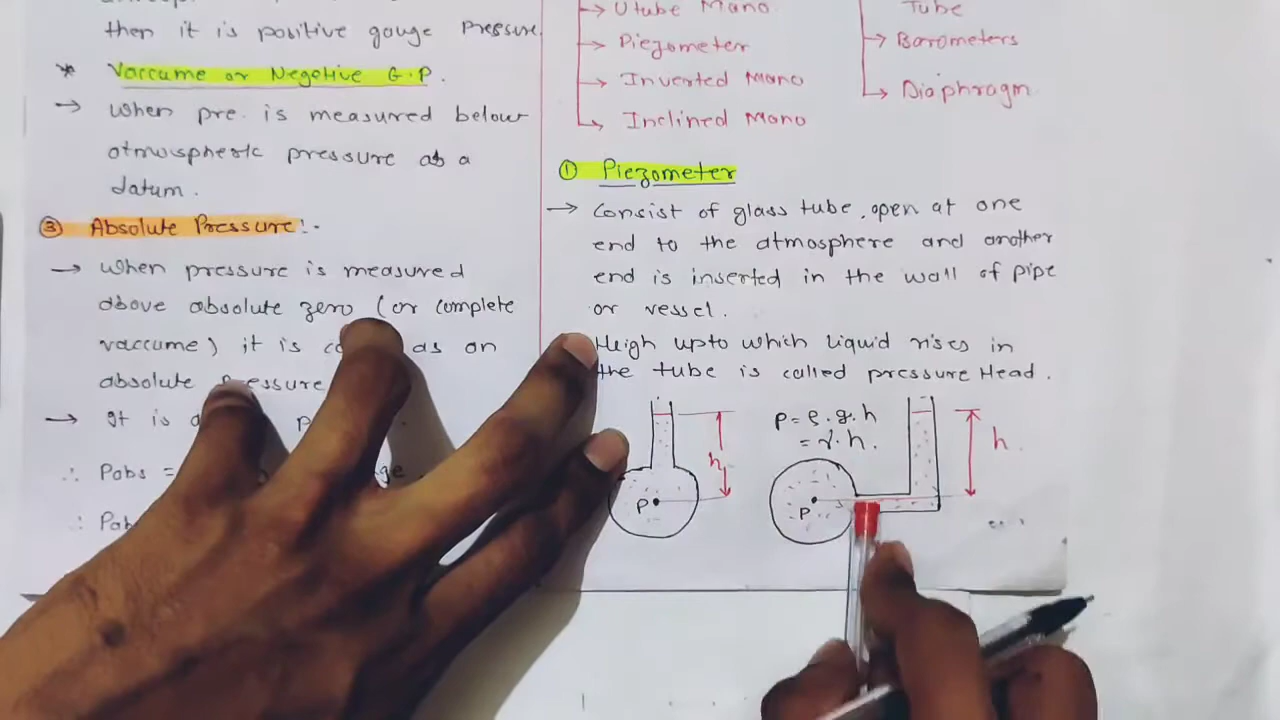 then it is positive gauge pressure.
* Vaccume or Negative G.P.
→ When pre. is measured below
atmospheric pressure as a
datum.
③ Absolute Pressure:-
→ When pressure is measured
above absolute zero (or complete
vaccume) it is as an
absolute pressure
→ It is a
∴ Pabs =
∴ Pab
→ Utube Mano
→ Piezometer
→ Inverted Mano
→ Inclined Mano
Tube
→ Barometers
→ Diaphragm
① Piezometer
→ Consist of glass tube, open at one
end to the atmosphere and another
end is inserted in the wall of pipe
or vessel.
Heigh upto which liquid rises in
the tube is called pressure Head.
P = ρ.g.h
= γ.h.
h
h
P
P